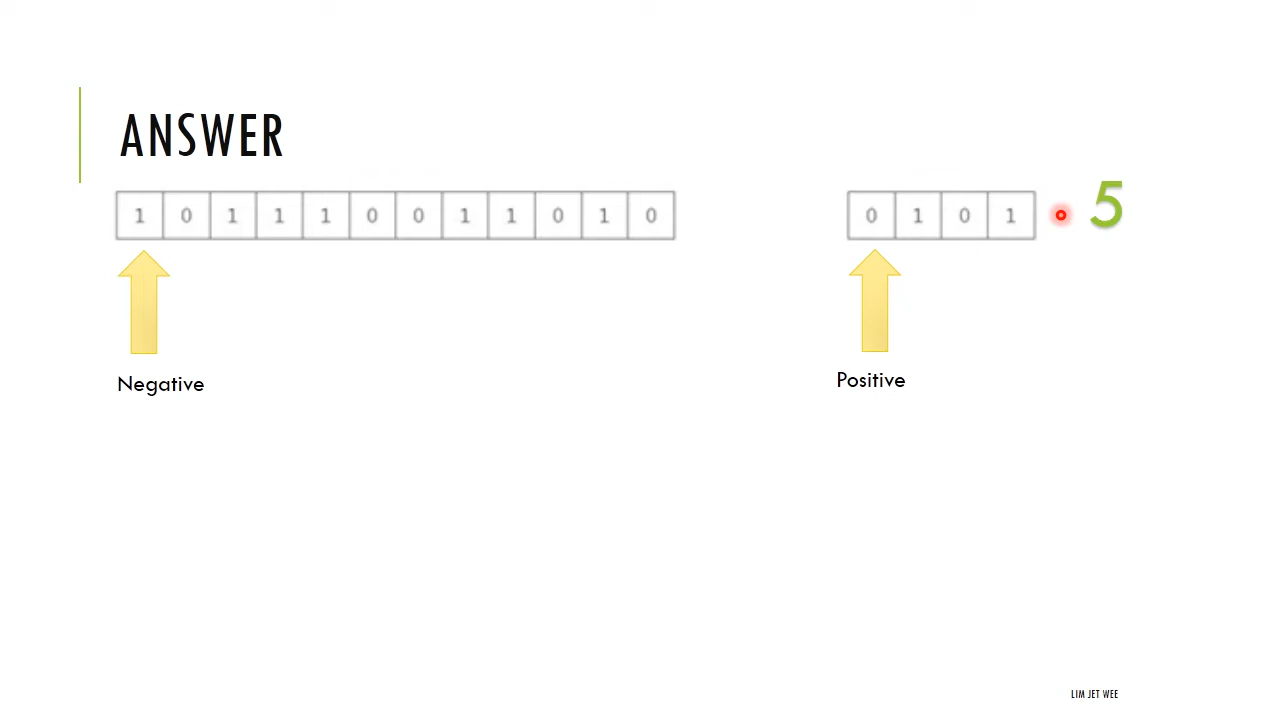 ANSWER
1 0 1 1 1 0 0 1 1 0 1 0
0 1 0 1
5
Negative
Positive
LIM JET WEE